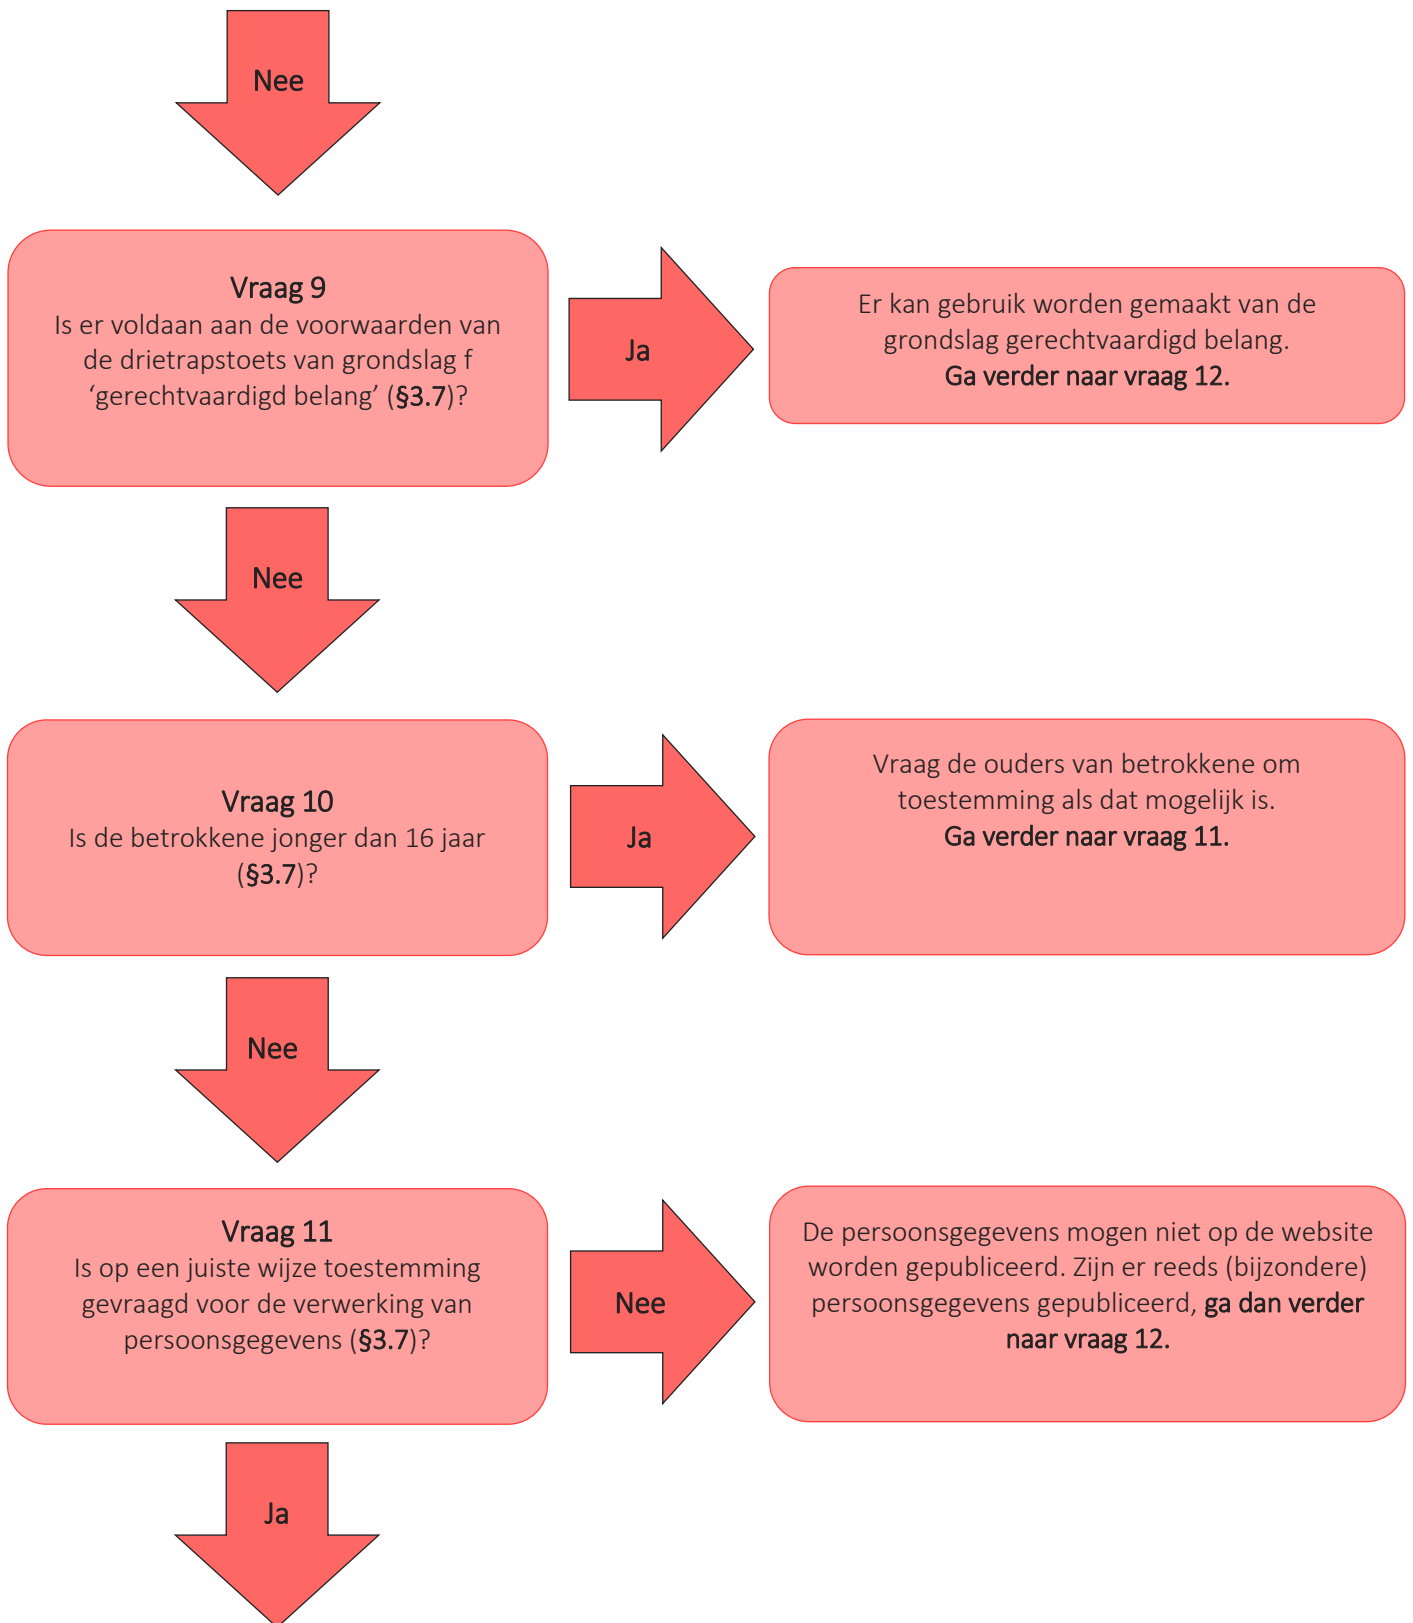 Nee
Vraag 9
Is er voldaan aan de voorwaarden van
de drietrapstoets van grondslag f
‘gerechtvaardigd belang’ (§3.7)?
Ja
Er kan gebruik worden gemaakt van de
grondslag gerechtvaardigd belang.
Ga verder naar vraag 12.
Nee
Vraag 10
Is de betrokkene jonger dan 16 jaar
(§3.7)?
Ja
Vraag de ouders van betrokkene om
toestemming als dat mogelijk is.
Ga verder naar vraag 11.
Nee
Vraag 11
Is op een juiste wijze toestemming
gevraagd voor de verwerking van
persoonsgegevens (§3.7)?
Nee
De persoonsgegevens mogen niet op de website
worden gepubliceerd. Zijn er reeds (bijzondere)
persoonsgegevens gepubliceerd, ga dan verder
naar vraag 12.
Ja